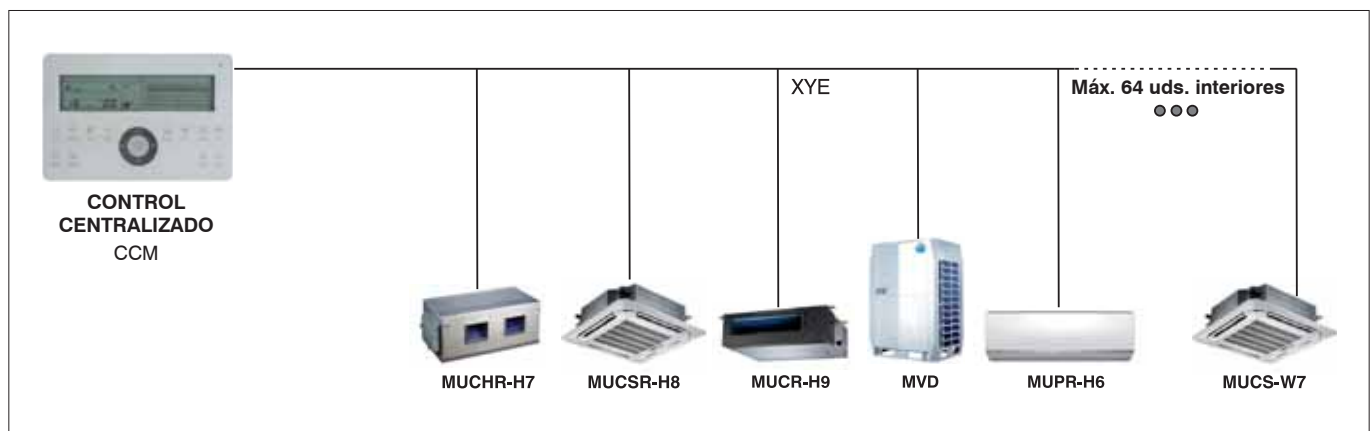 XYE
Máx. 64 uds. interiores
CONTROL
CENTRALIZADO
CCM
MUCHR-H7
MUCSR-H8
MUCR-H9
MVD
MUPR-H6
MUCS-W7